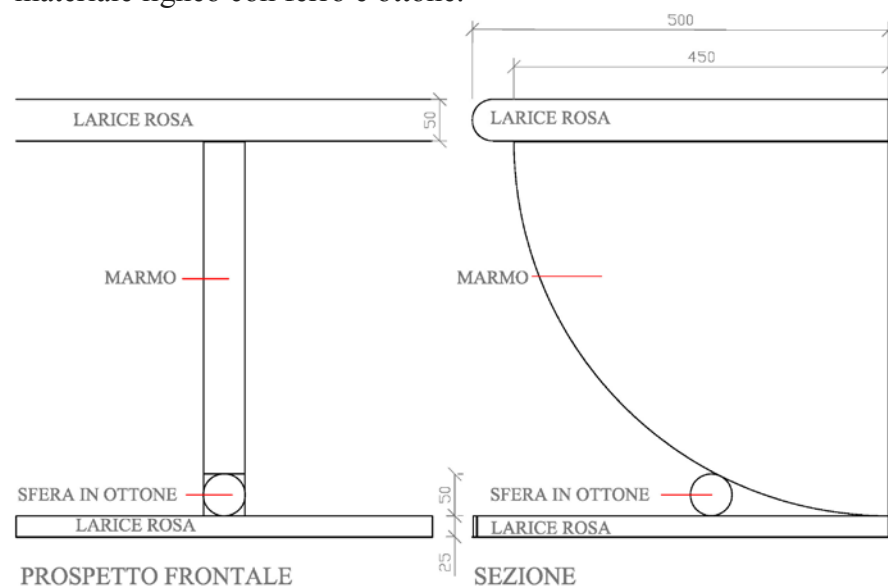 materiale ligneo con ferro e ottone.
500
450
LARICE ROSA
50
LARICE ROSA
MARMO
MARMO
SFERA IN OTTONE
50
SFERA IN OTTONE
LARICE ROSA
25
LARICE ROSA
PROSPETTO FRONTALE
SEZIONE